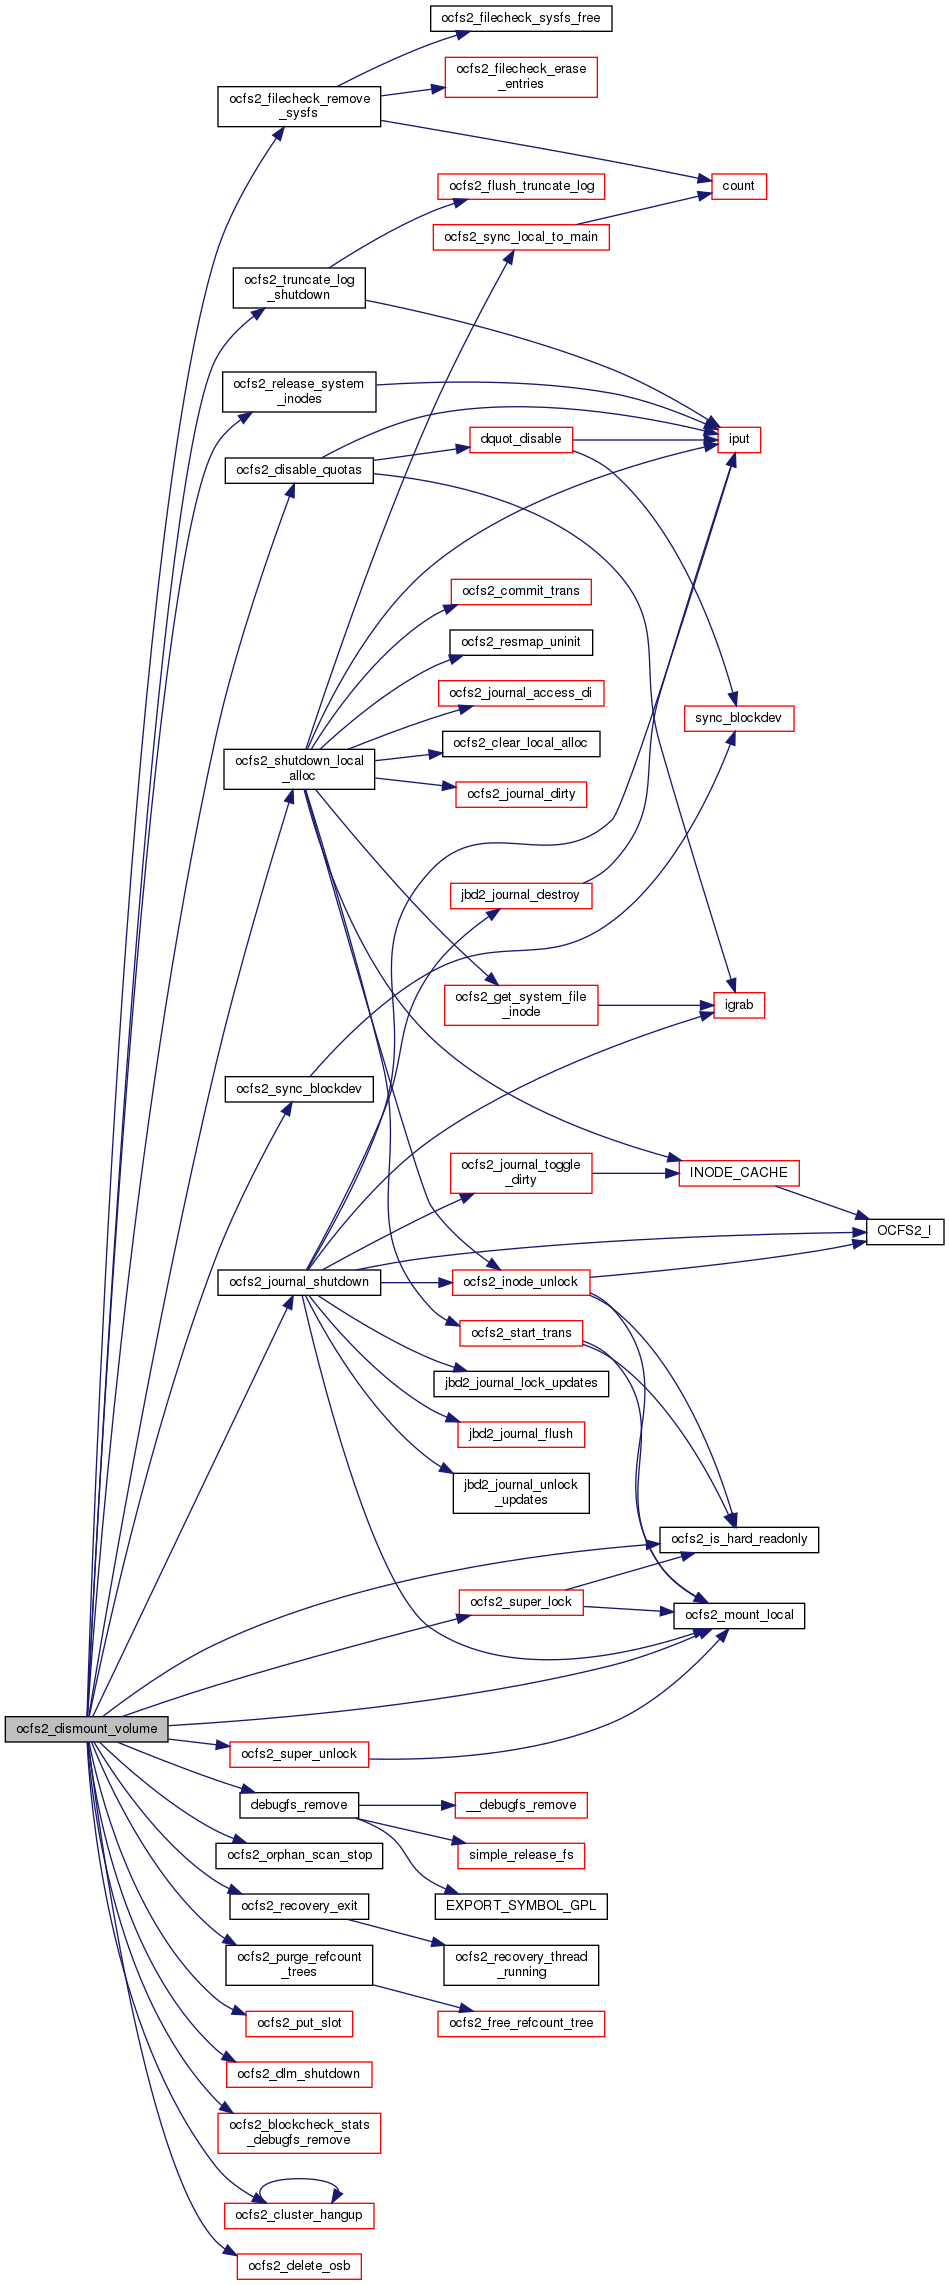 ocfs2_filecheck_sysfs_free
ocfs2_filecheck_erase
_entries
ocfs2_filecheck_remove
_sysfs
count
ocfs2_flush_truncate_log
ocfs2_sync_local_to_main
ocfs2_truncate_log
_shutdown
ocfs2_release_system
_inodes
dquot_disable
iput
ocfs2_disable_quotas
ocfs2_commit_trans
ocfs2_resmap_uninit
ocfs2_journal_access_di
sync_blockdev
ocfs2_clear_local_alloc
ocfs2_shutdown_local
_alloc
ocfs2_journal_dirty
jbd2_journal_destroy
ocfs2_get_system_file
_inode
igrab
ocfs2_sync_blockdev
ocfs2_journal_toggle
_dirty
INODE_CACHE
OCFS2_I
ocfs2_journal_shutdown
ocfs2_inode_unlock
ocfs2_start_trans
jbd2_journal_lock_updates
jbd2_journal_flush
jbd2_journal_unlock
_updates
ocfs2_is_hard_readonly
ocfs2_super_lock
ocfs2_mount_local
ocfs2_dismount_volume
ocfs2_super_unlock
debugfs_remove
__debugfs_remove
ocfs2_orphan_scan_stop
simple_release_fs
ocfs2_recovery_exit
EXPORT_SYMBOL_GPL
ocfs2_purge_refcount
_trees
ocfs2_recovery_thread
_running
ocfs2_put_slot
ocfs2_free_refcount_tree
ocfs2_dlm_shutdown
ocfs2_blockcheck_stats
_debugfs_remove
ocfs2_cluster_hangup
ocfs2_delete_osb